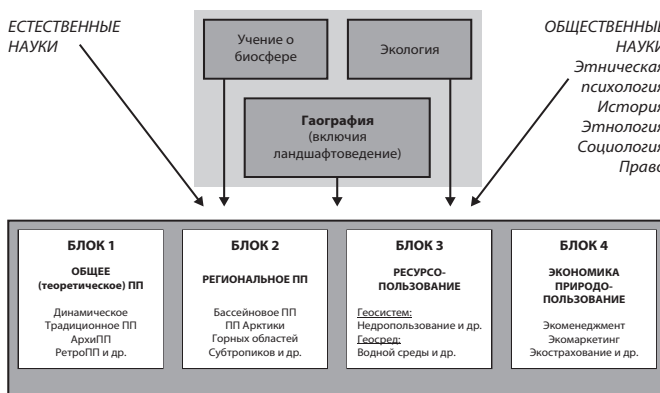 ЕСТЕСТВЕННЫЕ
НАУКИ
Учение о
биосфере
Экология
ОБЩЕСТВЕННЫЕ
НАУКИ
Этническая
психология
История
Этнология
Социология
Право
Гаография
(включия
ландшафтоведение)
БЛОК 1
ОБЩЕЕ
(теоретическое) ПП
Динамическое
Традиционное ПП
АрхиПП
РетроПП и др.
БЛОК 2
РЕГИОНАЛЬНОЕ ПП
Бассейновое ПП
ПП Арктики
Горных областей
Субтропиков и др.
БЛОК 3
РЕСУРСО-
ПОЛЬЗОВАНИЕ
Геосистем:
Недропользование и др.
Геосред:
Водной среды и др.
БЛОК 4
ЭКОНОМИКА
ПРИРОДО-
ПОЛЬЗОВАНИЕ
Экоменеджмент
Экомаркетинг
Экострахование и др.